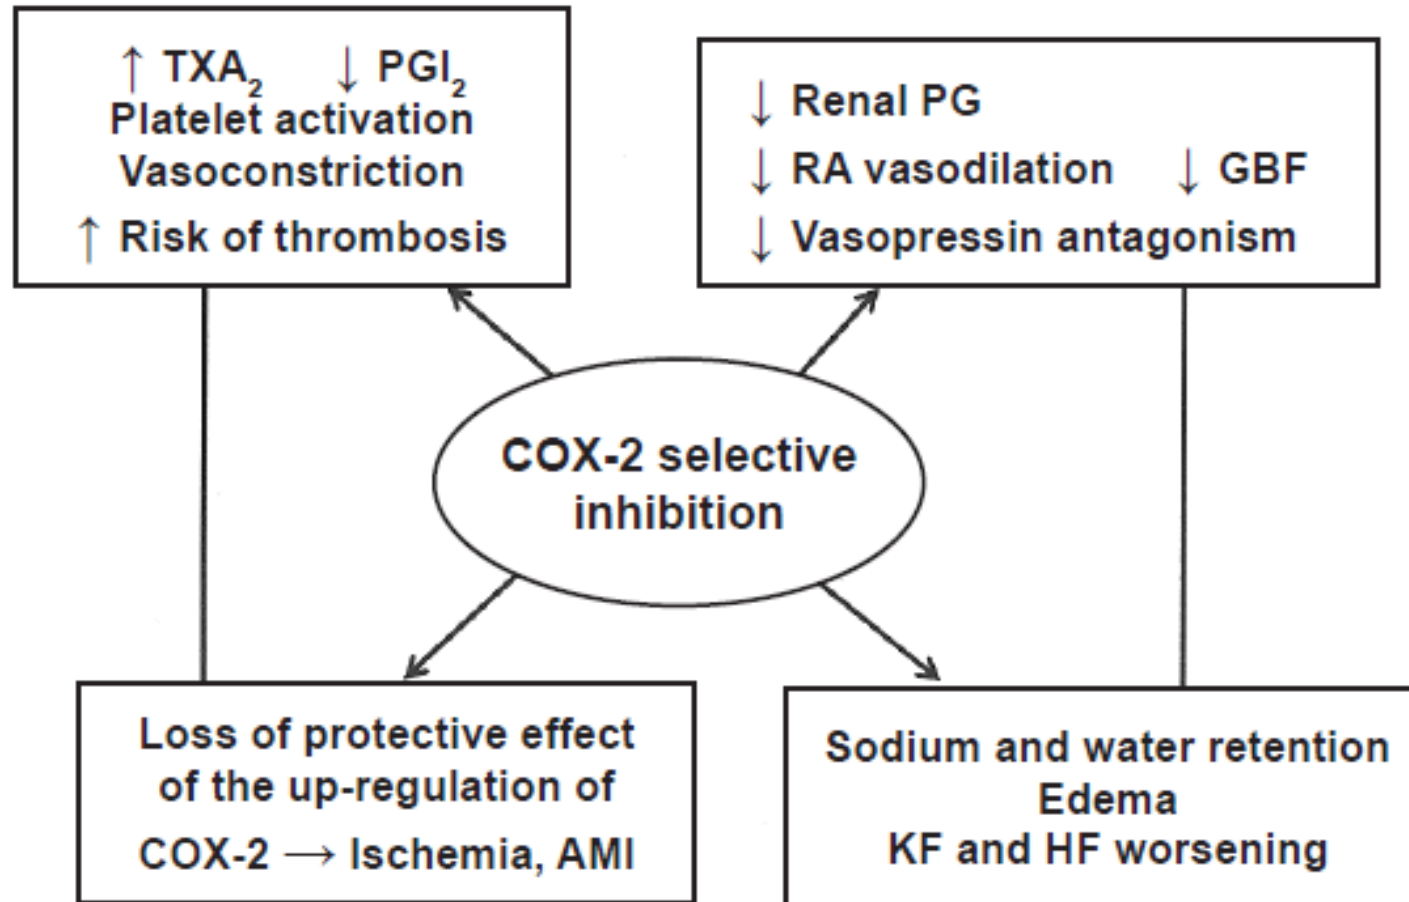 ↑ TXA₂ ↓ PGI₂
Platelet activation
Vasoconstriction
↑ Risk of thrombosis
↓ Renal PG
↓ RA vasodilation ↓ GBF
↓ Vasopressin antagonism
COX-2 selective
inhibition
Loss of protective effect
of the up-regulation of
COX-2 → Ischemia, AMI
Sodium and water retention
Edema
KF and HF worsening